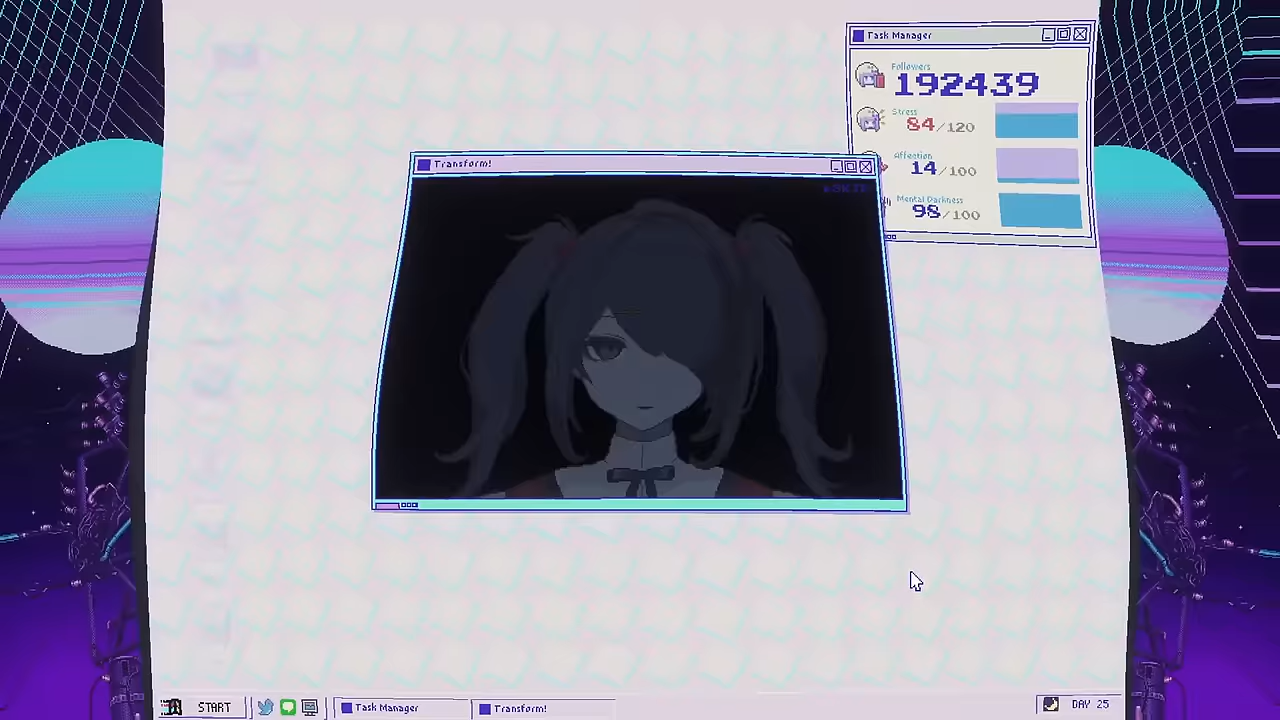 Task Manager
Followers
192439
Stress
84/120
Affection
14/100
Mental Darkness
98/100
Transform!
▶SKIP
START
Task Manager
Transform!
DAY 25